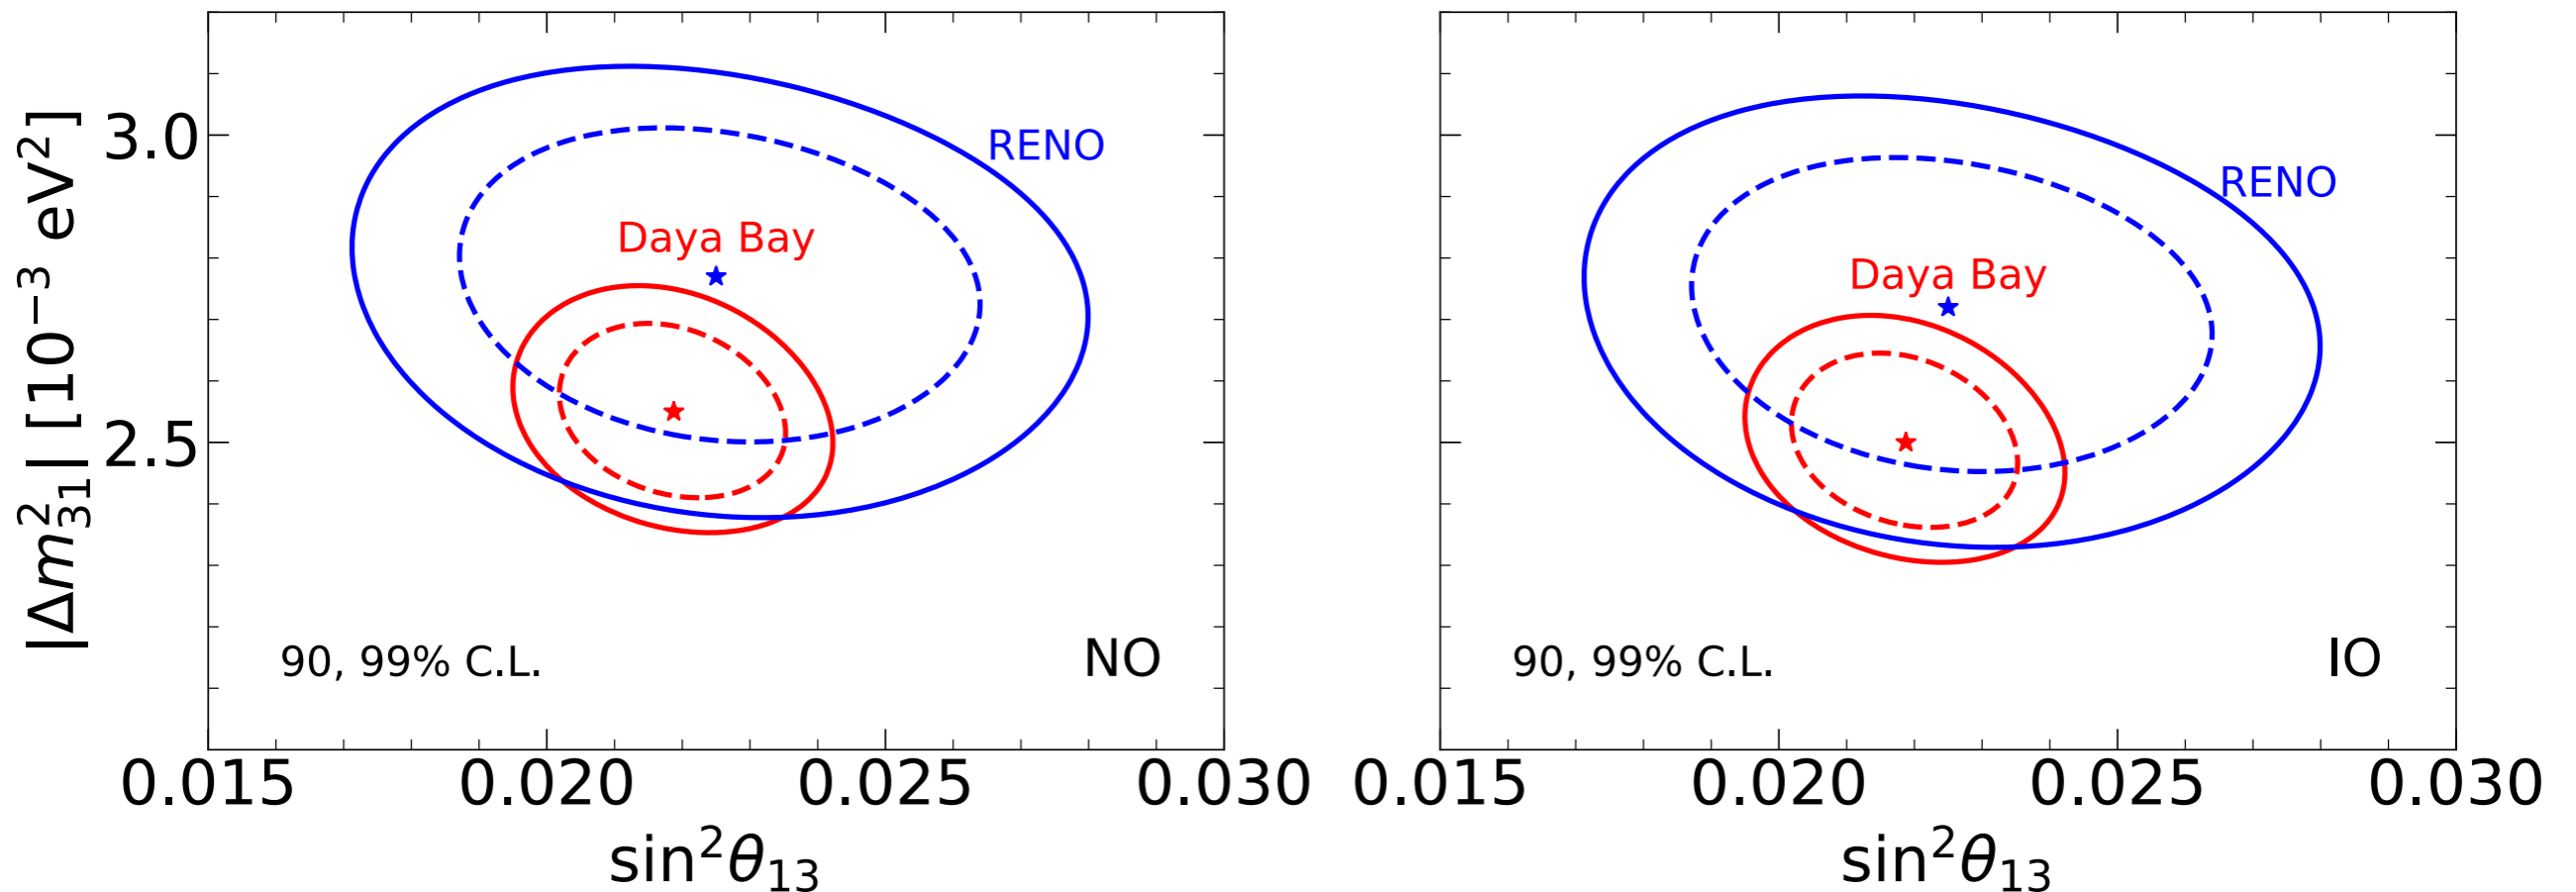 |Δm²₃₁| [10⁻³ eV²]
3.0
2.5
RENO
Daya Bay
90, 99% C.L.
NO
0.015 0.020 0.025 0.030
sin²θ₁₃
RENO
Daya Bay
90, 99% C.L.
IO
0.015 0.020 0.025 0.030
sin²θ₁₃